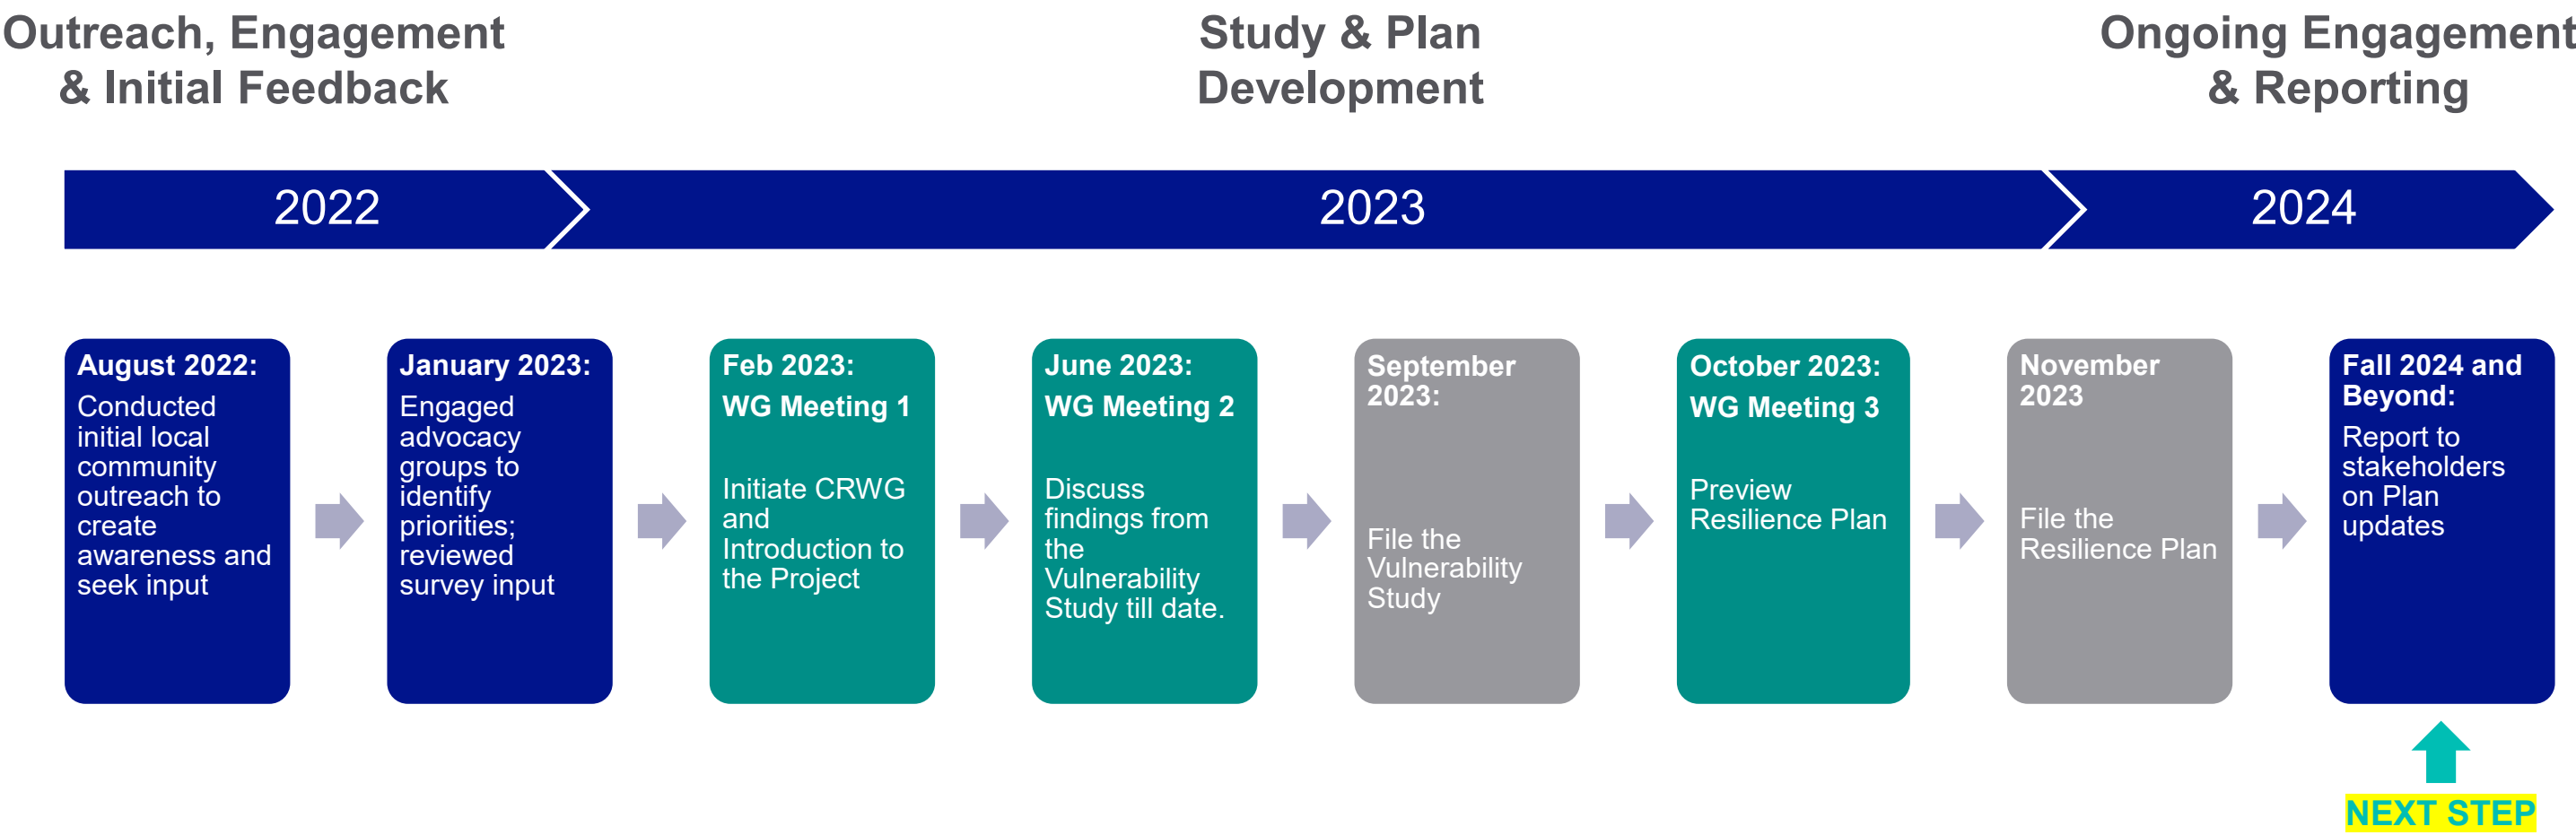 Outreach, Engagement
& Initial Feedback
Study & Plan
Development
Ongoing Engagement
& Reporting
2022
2023
2024
August 2022:
Conducted
initial local
community
outreach to
create
awareness and
seek input
January 2023:
Engaged
advocacy
groups to
identify
priorities;
reviewed
survey input
Feb 2023:
WG Meeting 1
Initiate CRWG
and
Introduction to
the Project
June 2023:
WG Meeting 2
Discuss
findings from
the
Vulnerability
Study till date.
September
2023:
File the
Vulnerability
Study
October 2023:
WG Meeting 3
Preview
Resilience Plan
November
2023
File the
Resilience Plan
Fall 2024 and
Beyond:
Report to
stakeholders
on Plan
updates
NEXT STEP